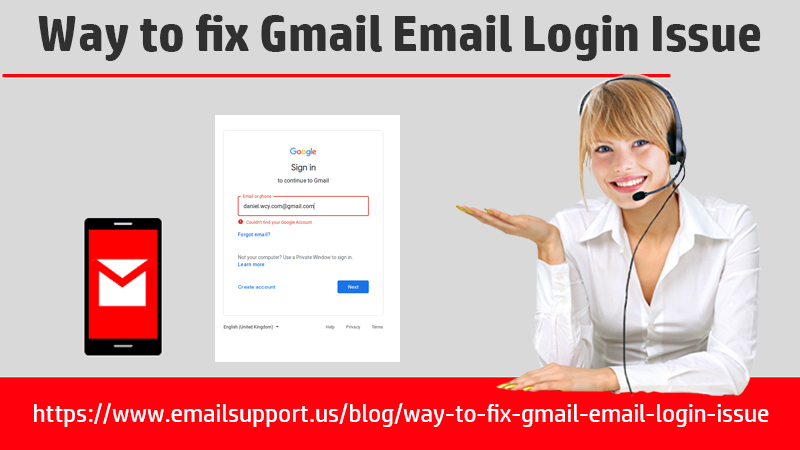 Way to fix Gmail Email Login Issue
Google
Sign in
to continue to Gmail
Email or phone
daniel.wcy.com@gmail.com
Couldn't find your Google Account
Forgot email?
Not your computer? Use a Private Window to sign in.
Learn more
Create account
Next
English (United Kingdom)
Help Privacy Terms
https://www.emailsupport.us/blog/way-to-fix-gmail-email-login-issue